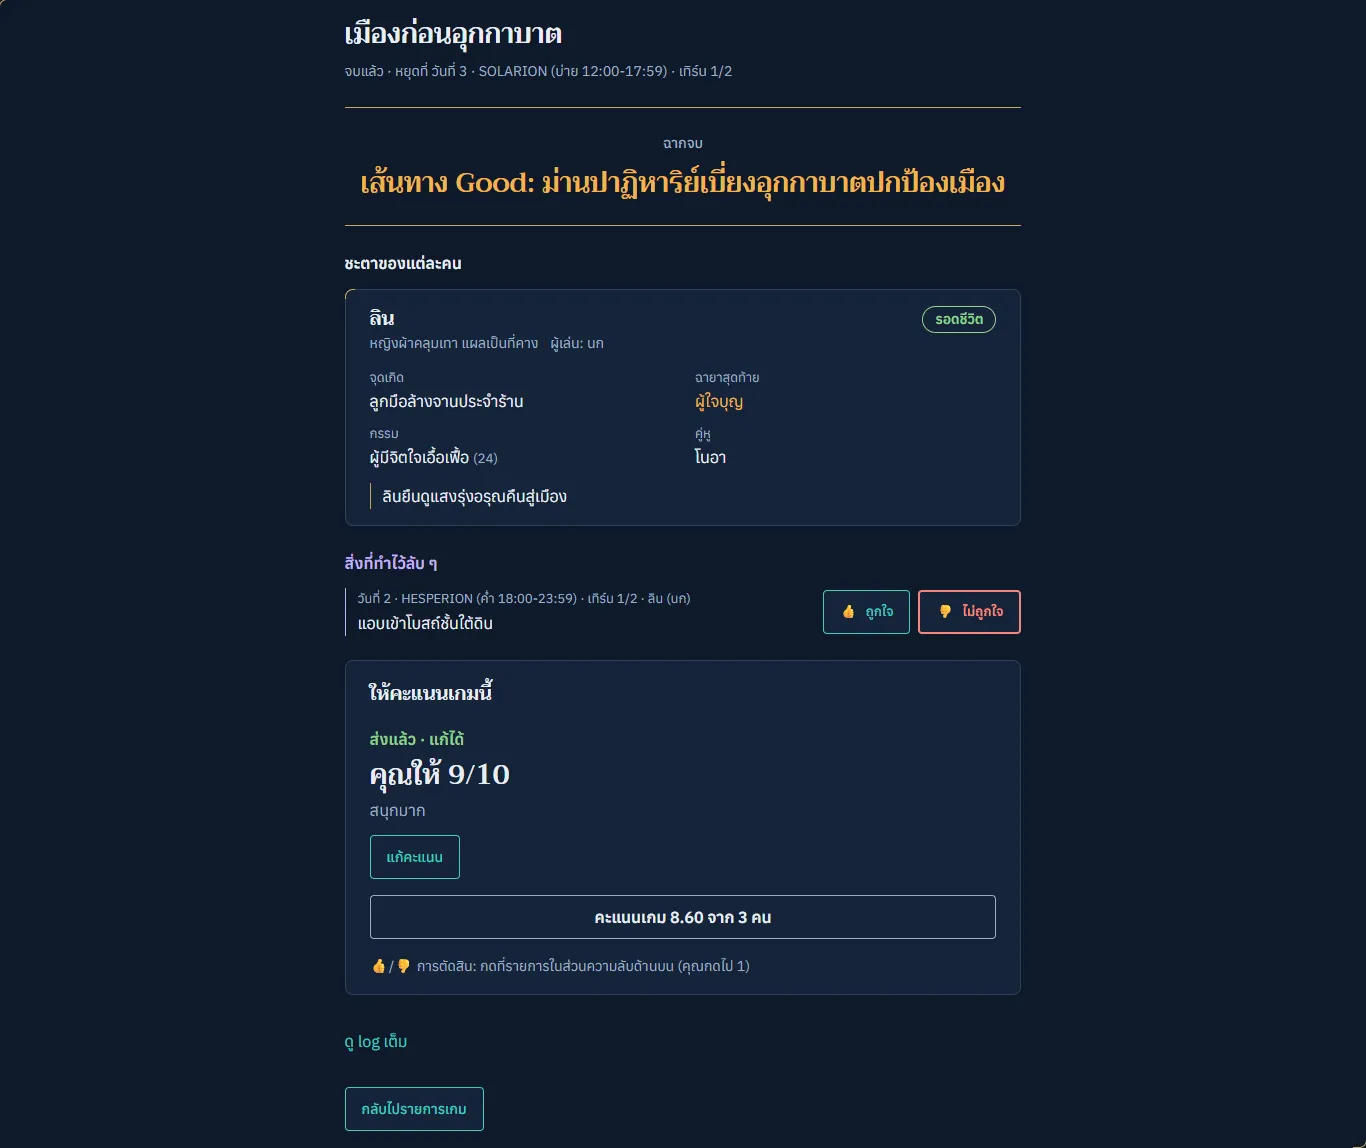 เมืองก่อนอุกกาบาต
จบแล้ว · หยุดที่ วันที่ 3 · SOLARION (บ่าย 12:00-17:59) · เทิร์น 1/2
ฉากจบ
เส้นทาง Good: ม่านปาฏิหาริย์เบี่ยงอุกกาบาตปกป้องเมือง
ชะตาของแต่ละคน
ลิน
รอดชีวิต
หญิงผ้าคลุมเทา แผลเป็นที่คาง ผู้เล่น: นก
จุดเกิด
ฉายาสุดท้าย
ลูกมือล้างจานประจำร้าน
ผู้ใจบุญ
กรรม
คู่หู
ผู้มีจิตใจเอื้อเฟื้อ (24)
โนอา
ลินยืนดูแสงรุ่งอรุณคืนสู่เมือง
สิ่งที่ทำไว้ลับ ๆ
วันที่ 2 · HESPERION (ค่ำ 18:00-23:59) · เทิร์น 1/2 · ลิน (นก)
แอบเข้าโบสถ์ชั้นใต้ดิน
👍 ถูกใจ
👎 ไม่ถูกใจ
ให้คะแนนเกมนี้
ส่งแล้ว · แก้ได้
คุณให้ 9/10
สนุกมาก
แก้คะแนน
คะแนนเกม 8.60 จาก 3 คน
👍/👎 การตัดสิน: กดที่รายการในส่วนความลับด้านบน (คุณกดไป 1)
ดู log เต็ม
กลับไปรายการเกม